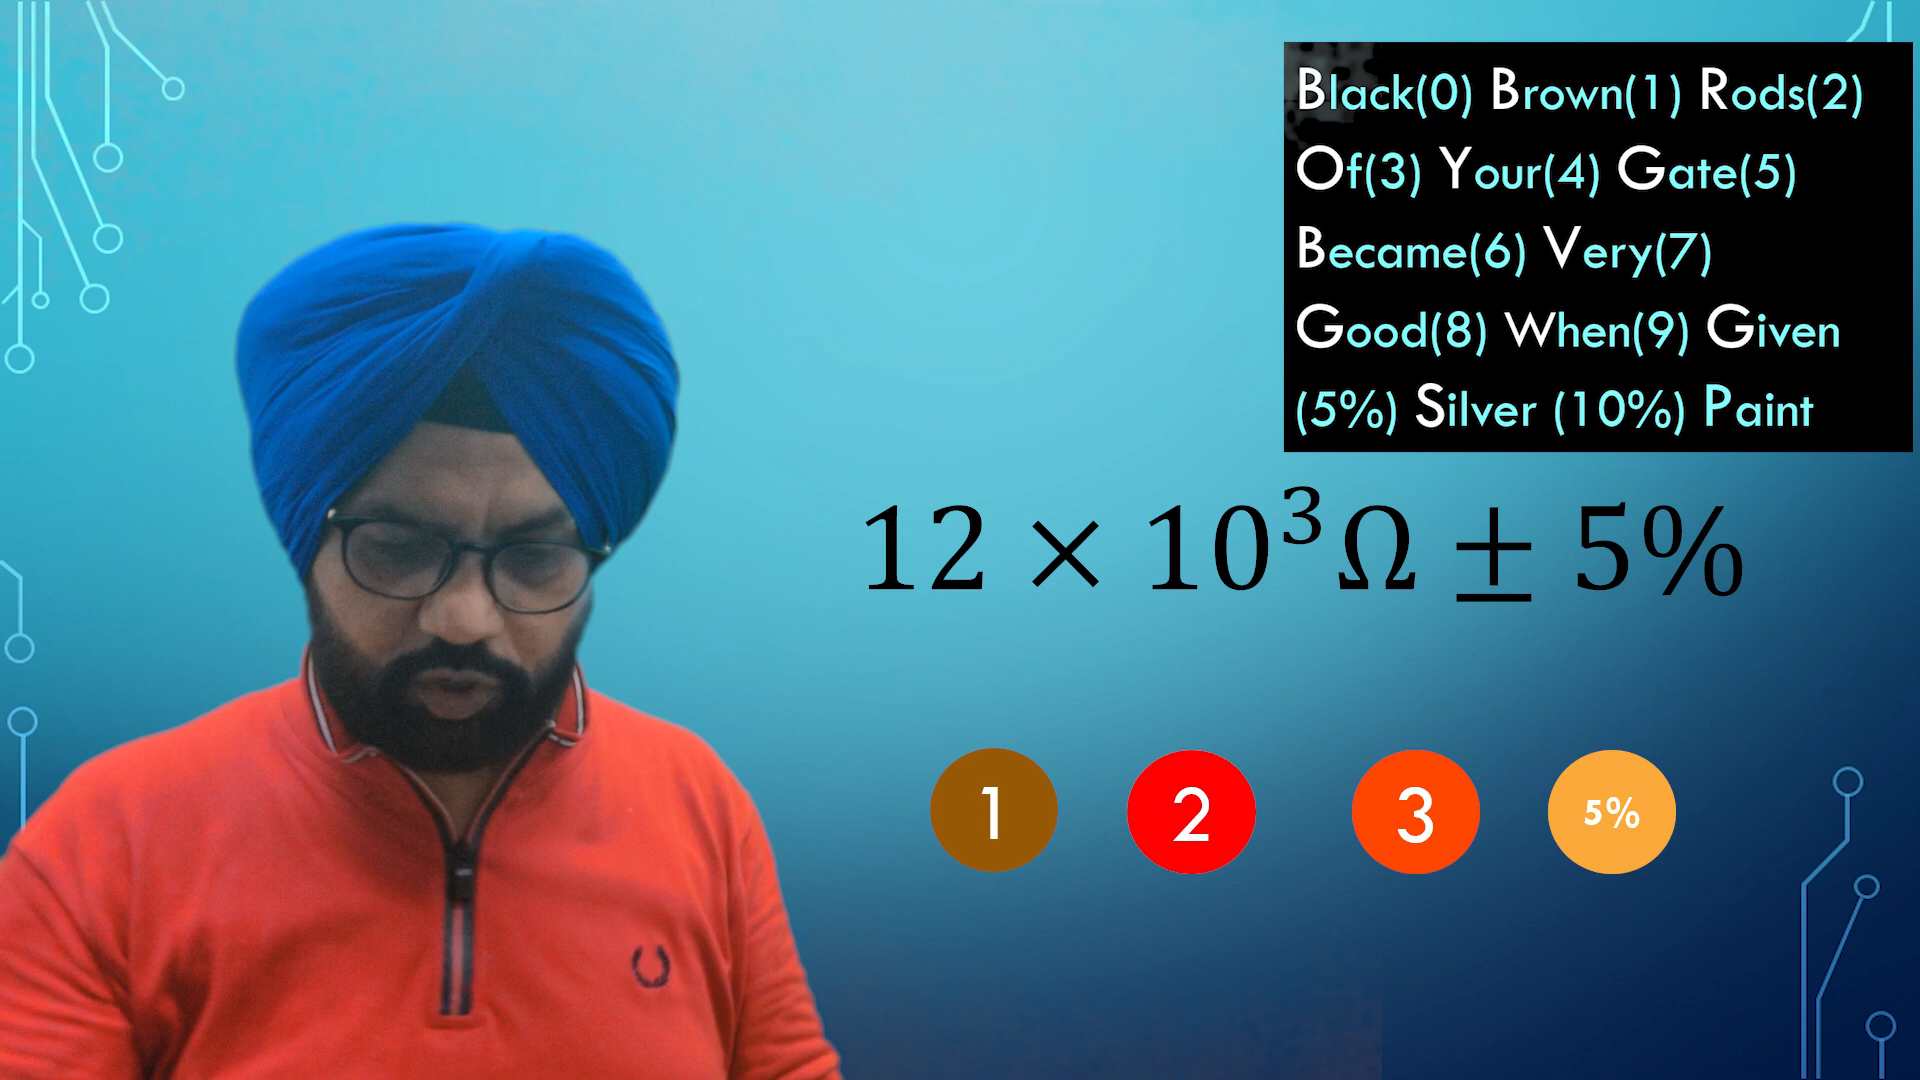 Black(0) Brown(1) Rods(2)
Of(3) Your(4) Gate(5)
Became(6) Very(7)
Good(8) When(9) Given
(5%) Silver (10%) Paint
12 × 10³Ω ± 5%
1 2 3 5%